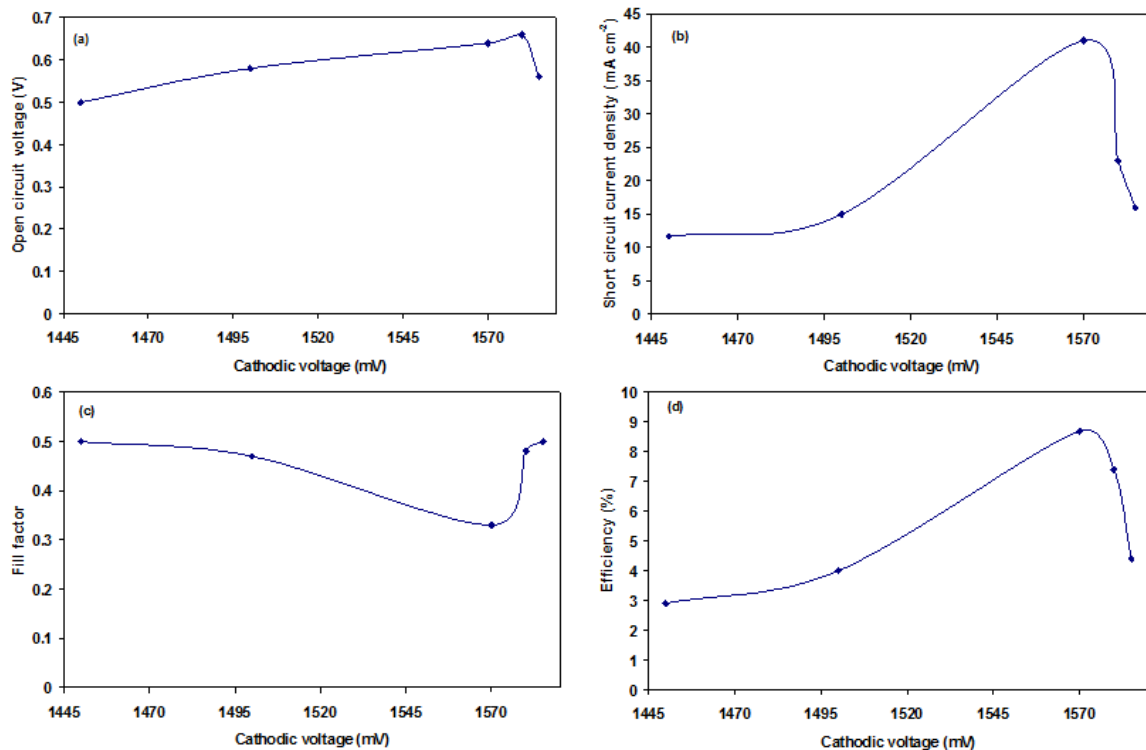 (a)
Open circuit voltage (V)
0.7
0.6
0.5
0.4
0.3
0.2
0.1
0
1445 1470 1495 1520 1545 1570
Cathodic voltage (mV)
(b)
Short circuit current density (mA cm-2)
45
40
35
30
25
20
15
10
5
0
1445 1470 1495 1520 1545 1570
Cathodic voltage (mV)
(c)
Fill factor
0.6
0.5
0.4
0.3
0.2
0.1
0
1445 1470 1495 1520 1545 1570
Cathodic voltage (mV)
(d)
Efficiency (%)
10
9
8
7
6
5
4
3
2
1
0
1445 1470 1495 1520 1545 1570
Cathodic voltage (mV)